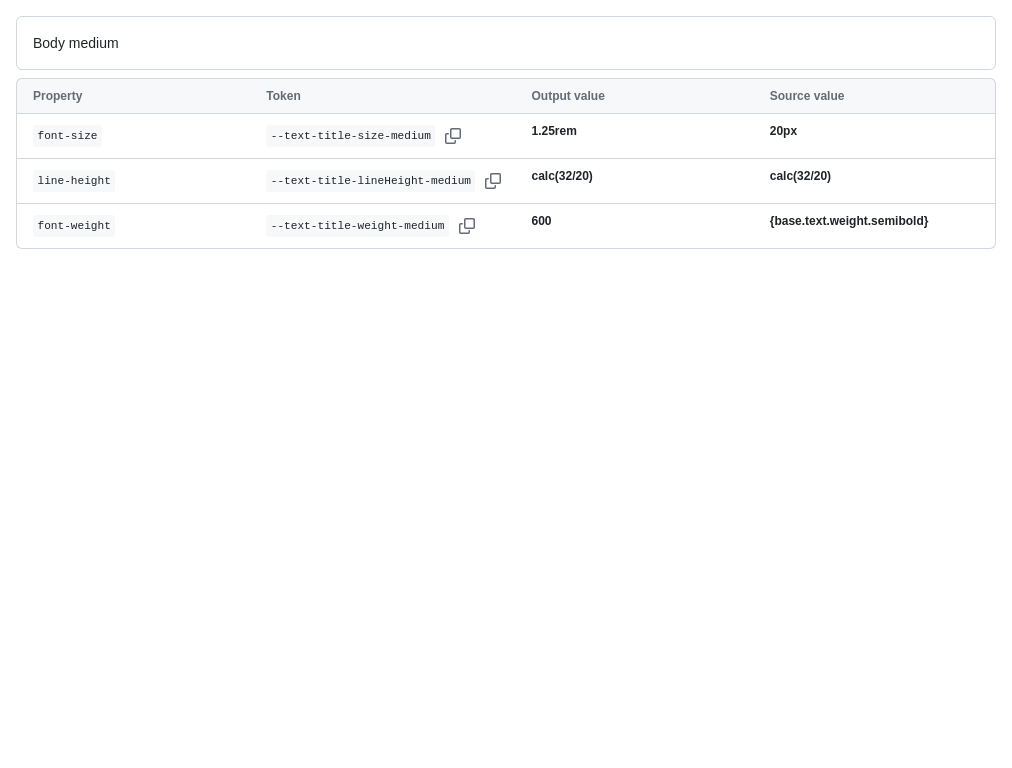 Body medium
Property Token Output value Source value
font-size --text-title-size-medium 1.25rem 20px
line-height --text-title-lineHeight-medium calc(32/20) calc(32/20)
font-weight --text-title-weight-medium 600 {base.text.weight.semibold}